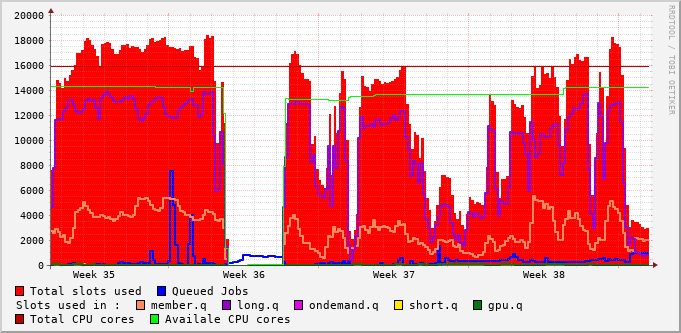 20000
18000
16000
14000
12000
10000
8000
6000
4000
2000
0
Week 35 Week 36 Week 37 Week 38
RRDTOOL / TOBI OETIKER
Total slots used Queued Jobs
Slots used in : member.q long.q ondemand.q short.q gpu.q
Total CPU cores Availale CPU cores